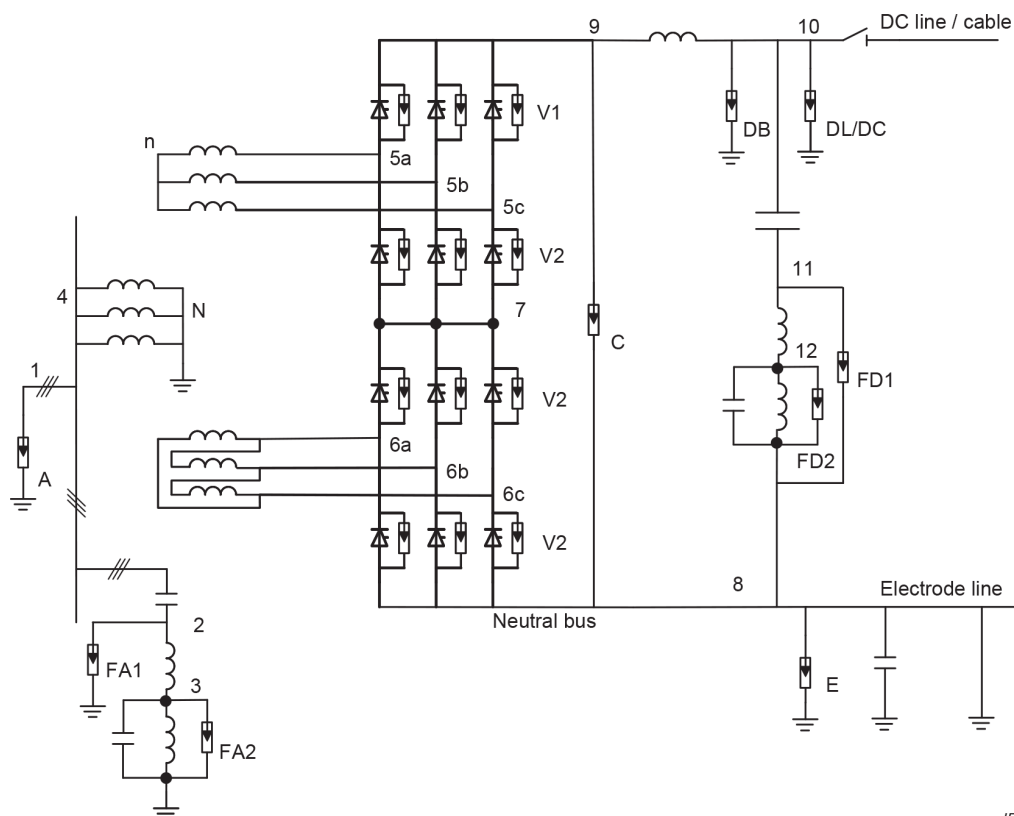 9
10
DC line / cable
V1
DB
DL/DC
n
5a
5b
5c
V2
11
4
N
7
C
12
1
V2
FD1
A
6a
6b
FD2
6c
V2
8
Electrode line
Neutral bus
2
FA1
E
3
FA2